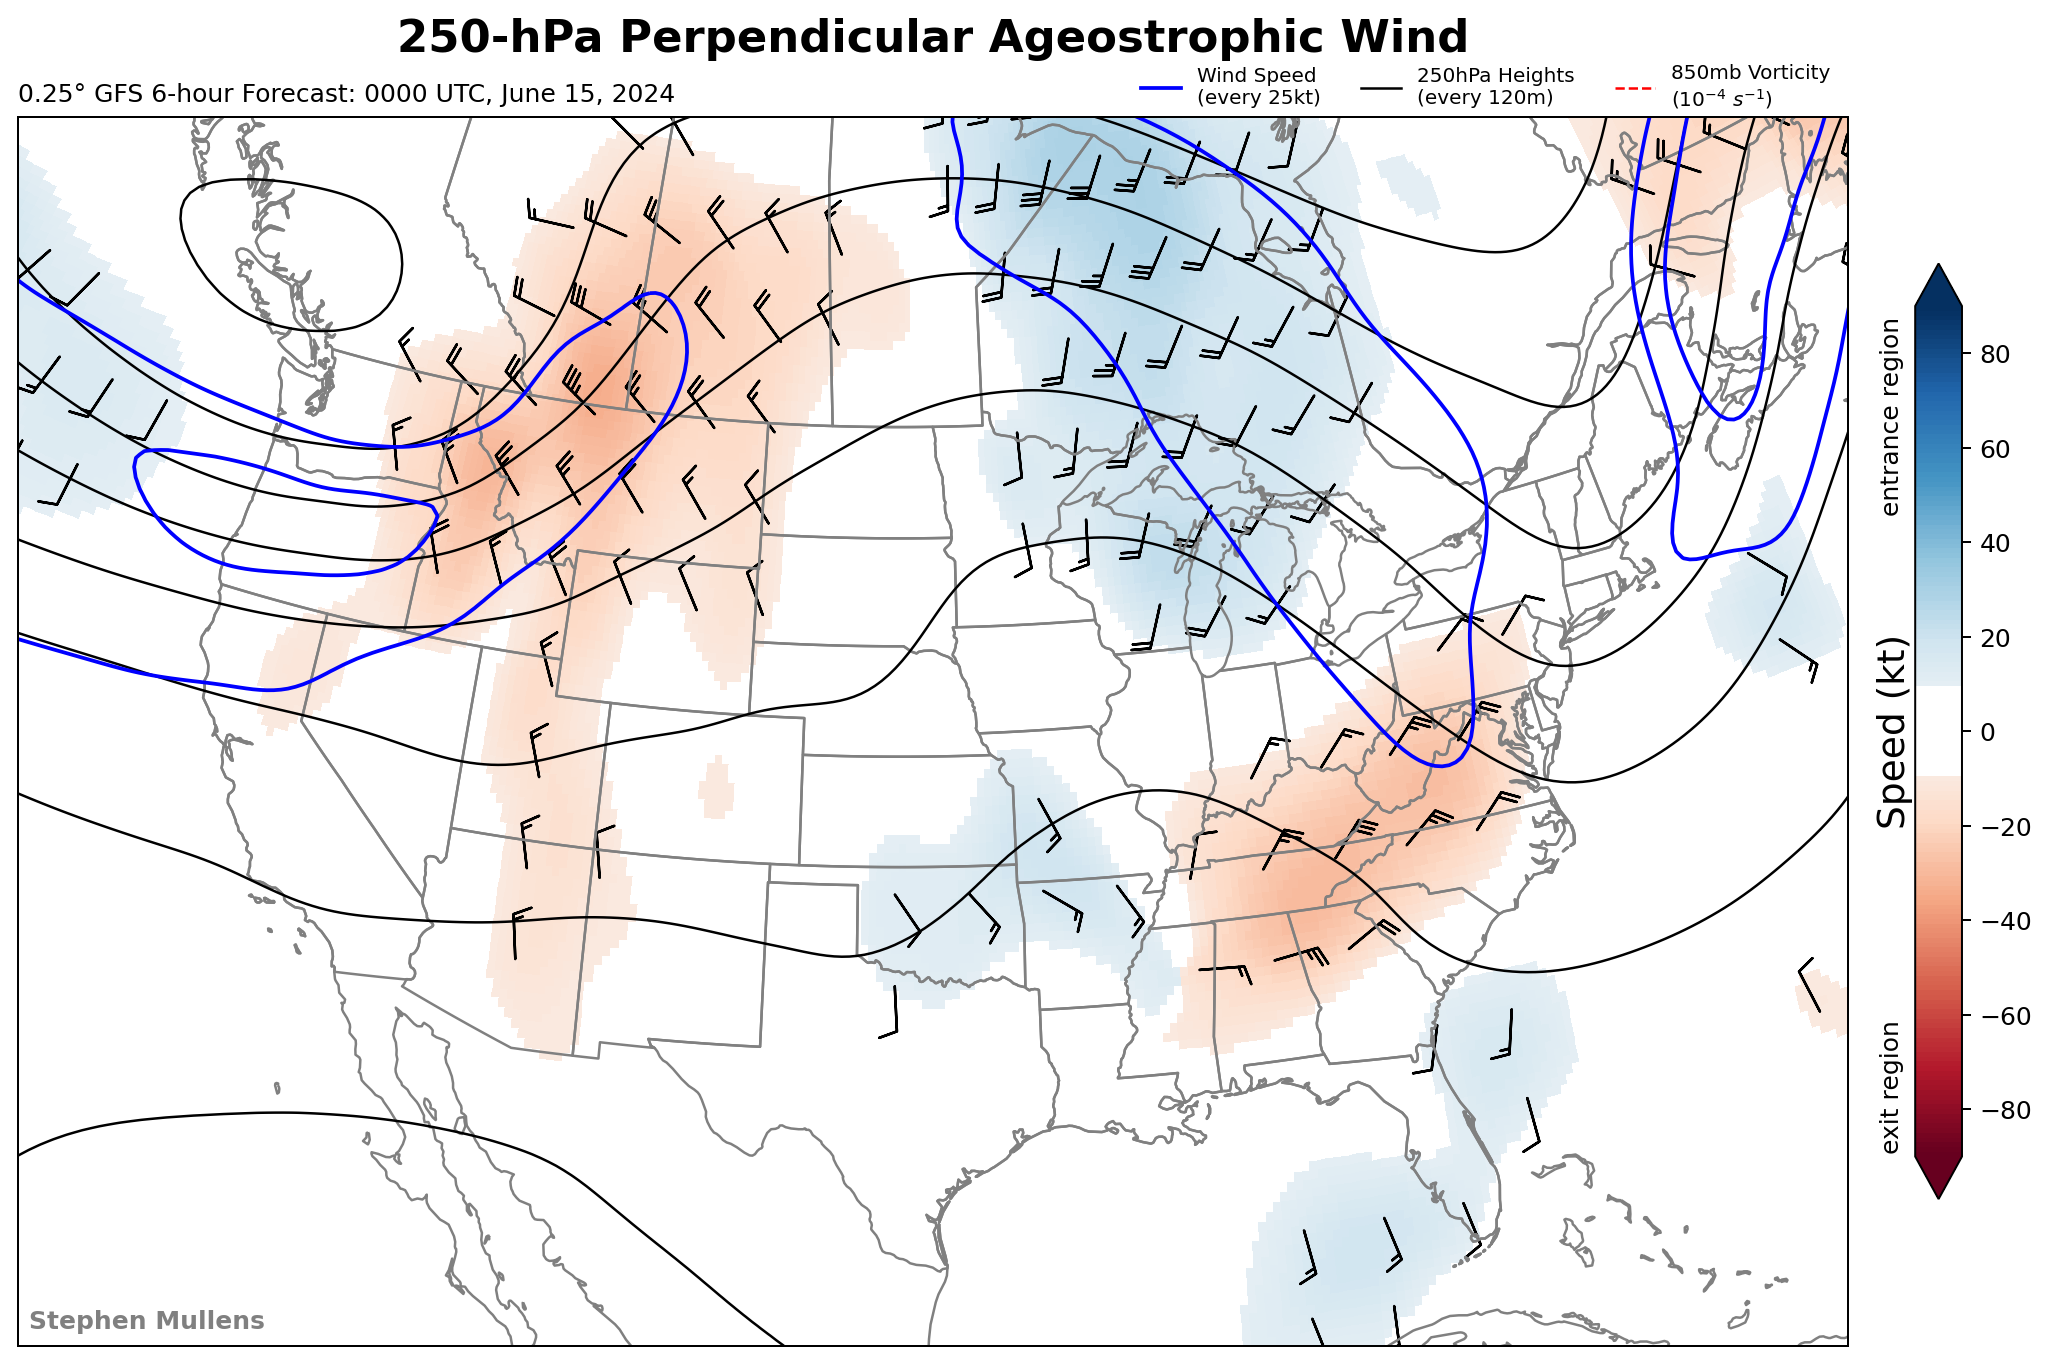 250-hPa Perpendicular Ageostrophic Wind
0.25° GFS 6-hour Forecast: 0000 UTC, June 15, 2024
Wind Speed
(every 25kt)
250hPa Heights
(every 120m)
850mb Vorticity
(10⁻⁴ s⁻¹)
entrance region
Speed (kt)
exit region
80
60
40
20
0
−20
−40
−60
−80
Stephen Mullens